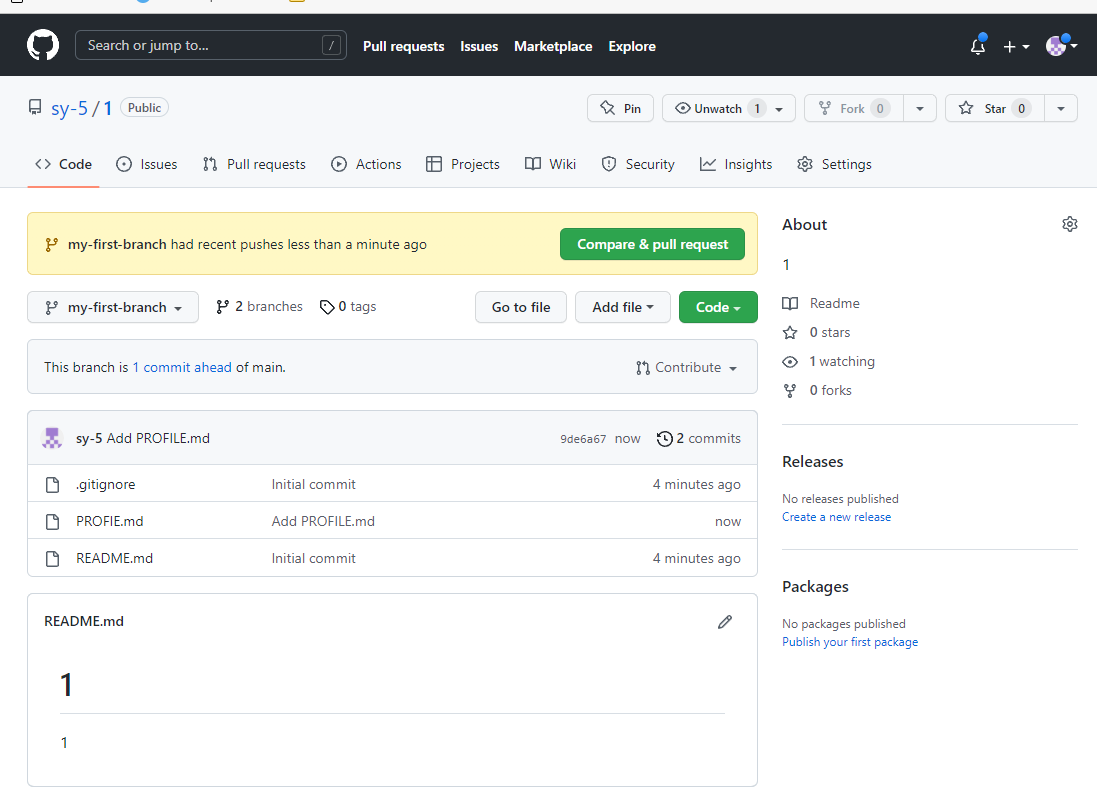 Search or jump to... / Pull requests Issues Marketplace Explore
sy-5 / 1 Public Pin Unwatch 1 Fork 0 Star 0
Code Issues Pull requests Actions Projects Wiki Security Insights Settings
my-first-branch had recent pushes less than a minute ago Compare & pull request
my-first-branch 2 branches 0 tags Go to file Add file Code
This branch is 1 commit ahead of main. Contribute
sy-5 Add PROFILE.md 9de6a67 now 2 commits
.gitignore Initial commit 4 minutes ago
PROFIE.md Add PROFILE.md now
README.md Initial commit 4 minutes ago
README.md
1
1
About
1
Readme
0 stars
1 watching
0 forks
Releases
No releases published
Create a new release
Packages
No packages published
Publish your first package